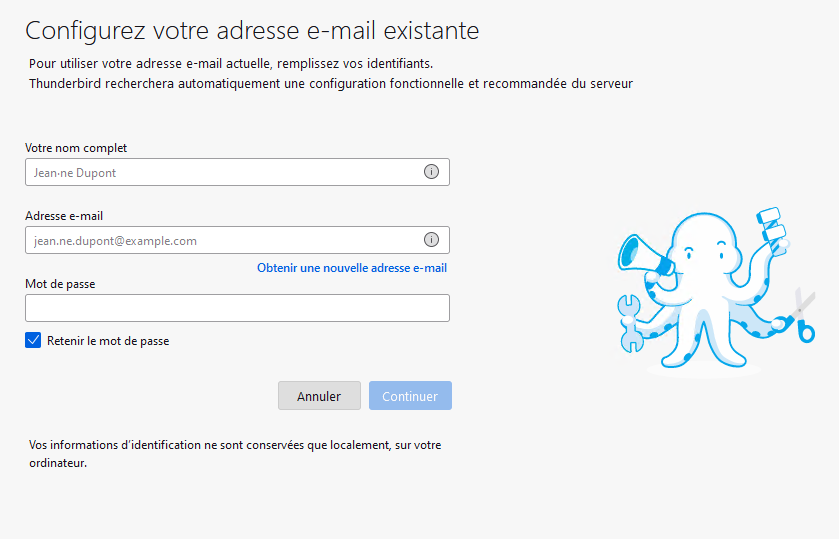 Configurez votre adresse e-mail existante
Pour utiliser votre adresse e-mail actuelle, remplissez vos identifiants.
Thunderbird recherchera automatiquement une configuration fonctionnelle et recommandée du serveur
Votre nom complet
Jean·ne Dupont
Adresse e-mail
jean.ne.dupont@example.com
Obtenir une nouvelle adresse e-mail
Mot de passe
Retenir le mot de passe
Annuler
Continuer
Vos informations d’identification ne sont conservées que localement, sur votre
ordinateur.